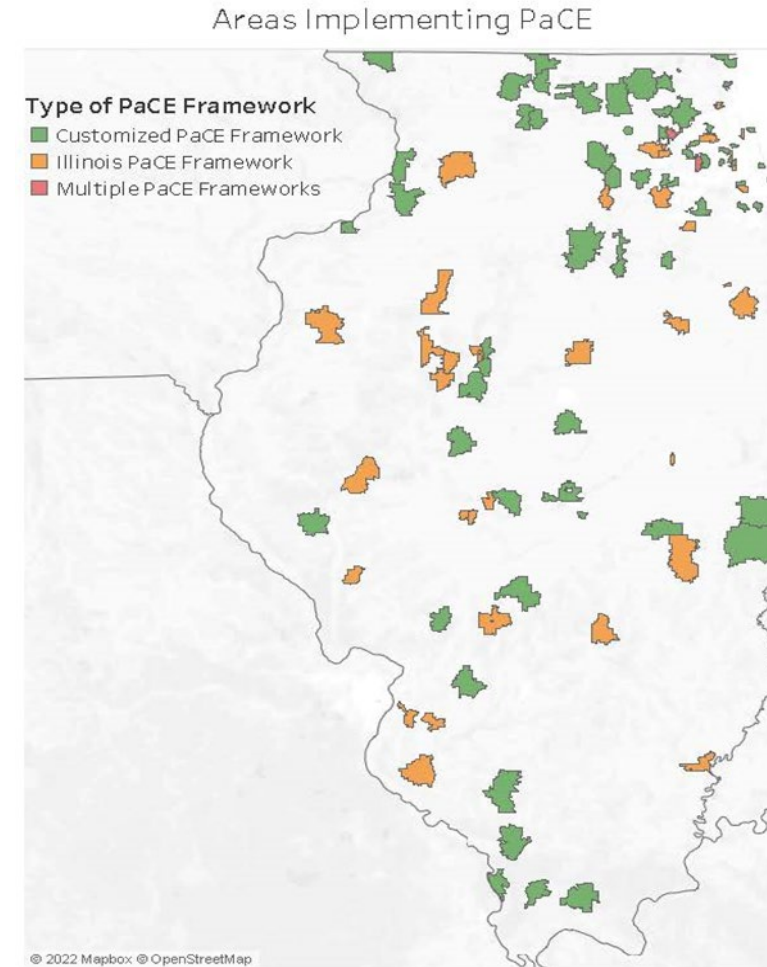 Areas Implementing PaCE
Type of PaCE Framework
Customized PaCE Framework
Illinois PaCE Framework
Multiple PaCE Frameworks
© 2022 Mapbox © OpenStreetMap